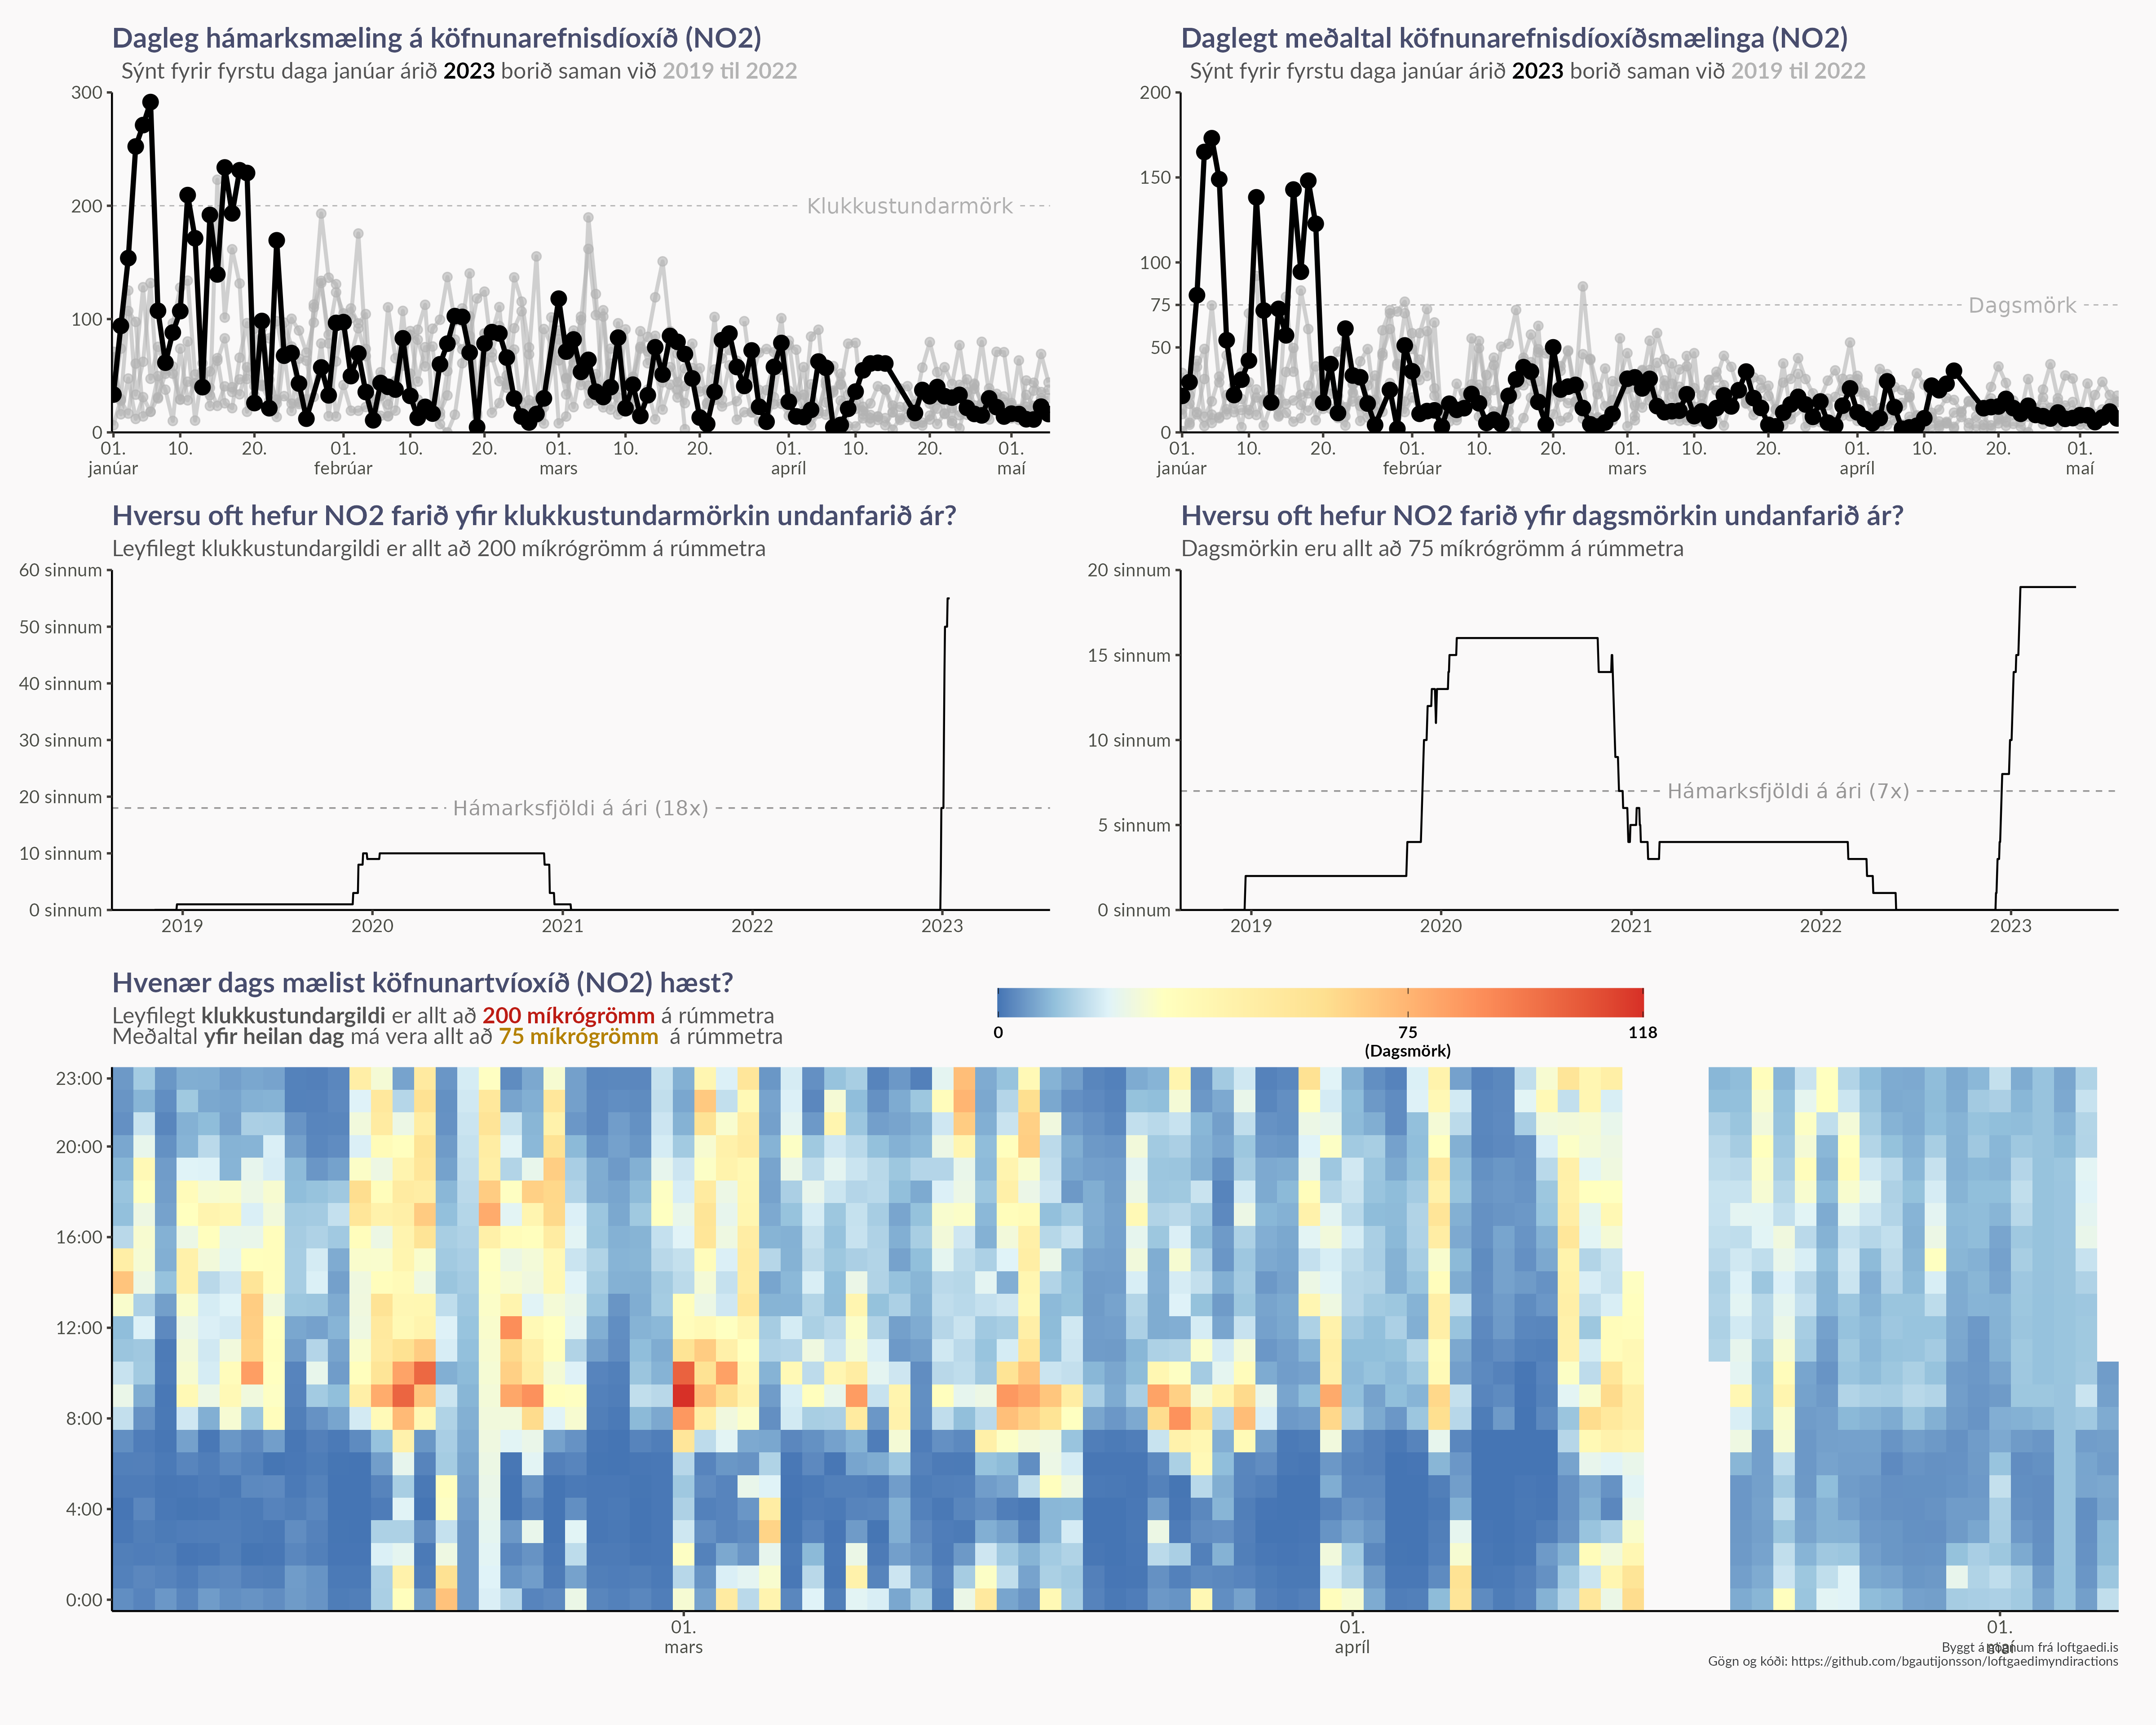 Dagleg hámarksmæling á köfnunarefnisdíoxíð (NO2)
Sýnt fyrir fyrstu daga janúar árið 2023 borið saman við 2019 til 2022
300
200
100
0
Klukkustundarmörk
01. 10. 20. 01. 10. 20. 01. 10. 20. 01. 10. 20. 01.
janúar febrúar mars apríl maí
Daglegt meðaltal köfnunarefnisdíoxíðsmælinga (NO2)
Sýnt fyrir fyrstu daga janúar árið 2023 borið saman við 2019 til 2022
200
150
100
75
50
0
Dagsmörk
01. 10. 20. 01. 10. 20. 01. 10. 20. 01. 10. 20. 01.
janúar febrúar mars apríl maí
Hversu oft hefur NO2 farið yfir klukkustundarmörkin undanfarið ár?
Leyfilegt klukkustundargildi er allt að 200 míkrógrömm á rúmmetra
60 sinnum
50 sinnum
40 sinnum
30 sinnum
20 sinnum
10 sinnum
0 sinnum
Hámarksfjöldi á ári (18x)
2019 2020 2021 2022 2023
Hversu oft hefur NO2 farið yfir dagsmörkin undanfarið ár?
Dagsmörkin eru allt að 75 míkrógrömm á rúmmetra
20 sinnum
15 sinnum
10 sinnum
5 sinnum
0 sinnum
Hámarksfjöldi á ári (7x)
2019 2020 2021 2022 2023
Hvenær dags mælist köfnunartvíoxíð (NO2) hæst?
Leyfilegt klukkustundargildi er allt að 200 míkrógrömm á rúmmetra
Meðaltal yfir heilan dag má vera allt að 75 míkrógrömm á rúmmetra
0 75 118
(Dagsmörk)
23:00
20:00
16:00
12:00
8:00
4:00
0:00
01. 01. 01.
mars apríl maí
Byggt á gögnum frá loftgaedi.is
Gögn og kóði: https://github.com/bgautijonsson/loftgaedimyndiractions